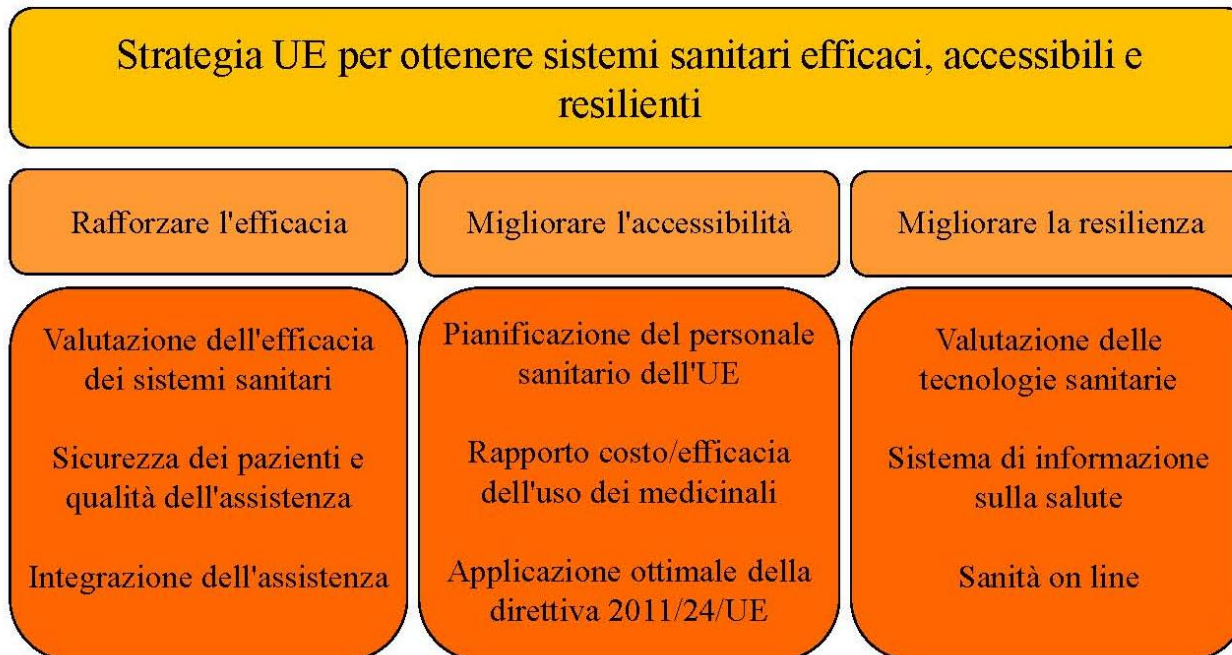 Strategia UE per ottenere sistemi sanitari efficaci, accessibili e
resilienti
Rafforzare l'efficacia
Migliorare l'accessibilità
Migliorare la resilienza
Valutazione dell'efficacia
dei sistemi sanitari
Sicurezza dei pazienti e
qualità dell'assistenza
Integrazione dell'assistenza
Pianificazione del personale
sanitario dell'UE
Rapporto costo/efficacia
dell'uso dei medicinali
Applicazione ottimale della
direttiva 2011/24/UE
Valutazione delle
tecnologie sanitarie
Sistema di informazione
sulla salute
Sanità on line